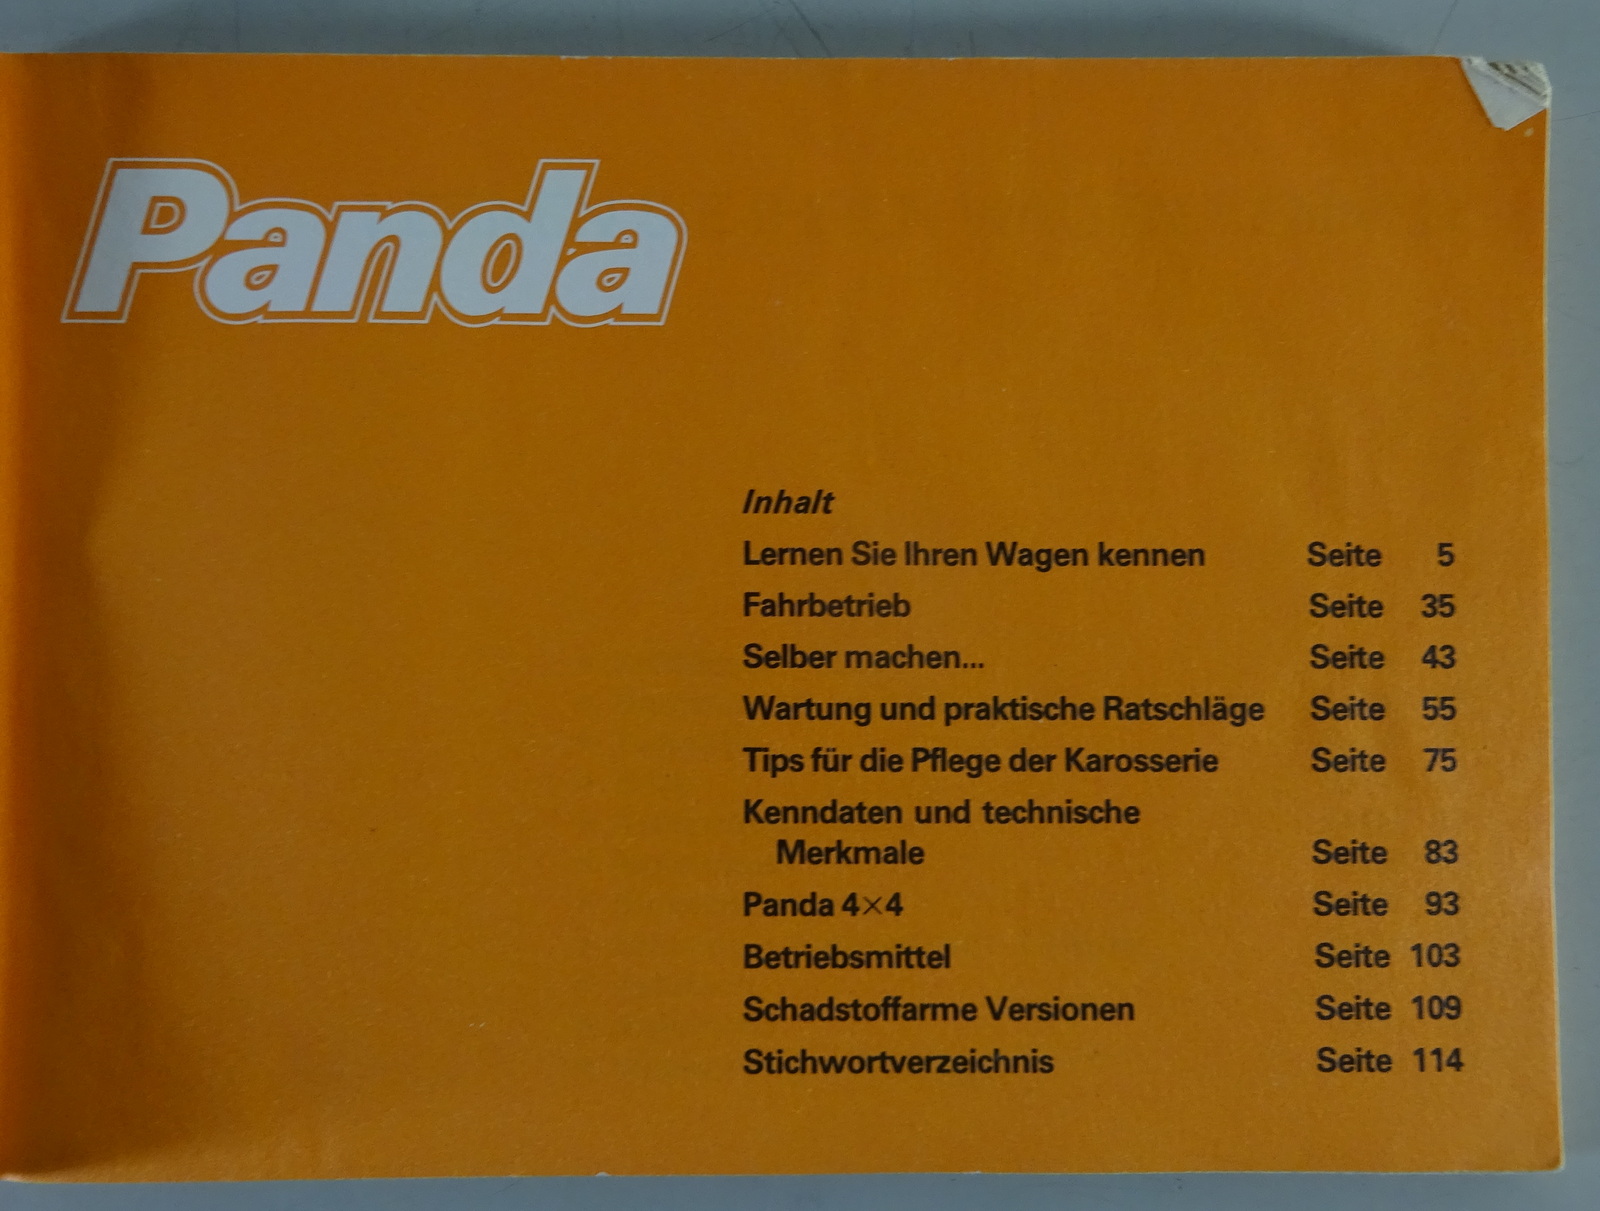 Panda
Inhalt
Lernen Sie Ihren Wagen kennen Seite 5
Fahrbetrieb Seite 35
Selber machen... Seite 43
Wartung und praktische Ratschläge Seite 55
Tips für die Pflege der Karosserie Seite 75
Kenndaten und technische
Merkmale Seite 83
Panda 4×4 Seite 93
Betriebsmittel Seite 103
Schadstoffarme Versionen Seite 109
Stichwortverzeichnis Seite 114